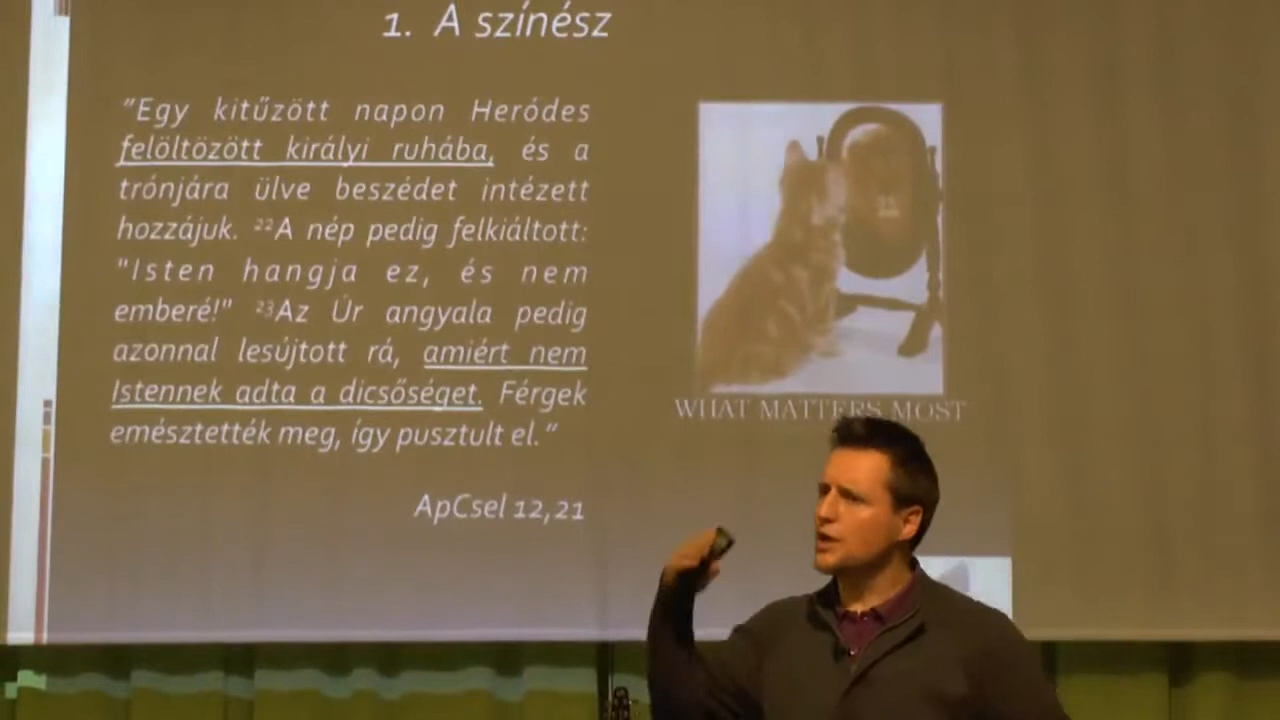 1. A színész
"Egy kitűzött napon Heródes
felöltözött királyi ruhába, és a
trónjára ülve beszédet intézett
hozzájuk. ²²A nép pedig felkiáltott:
"Isten hangja ez, és nem
emberé!" ²³Az Úr angyala pedig
azonnal lesújtott rá, amiért nem
Istennek adta a dicsőséget. Férgek
emésztették meg, így pusztult el."
ApCsel 12,21
WHAT MATTERS MOST